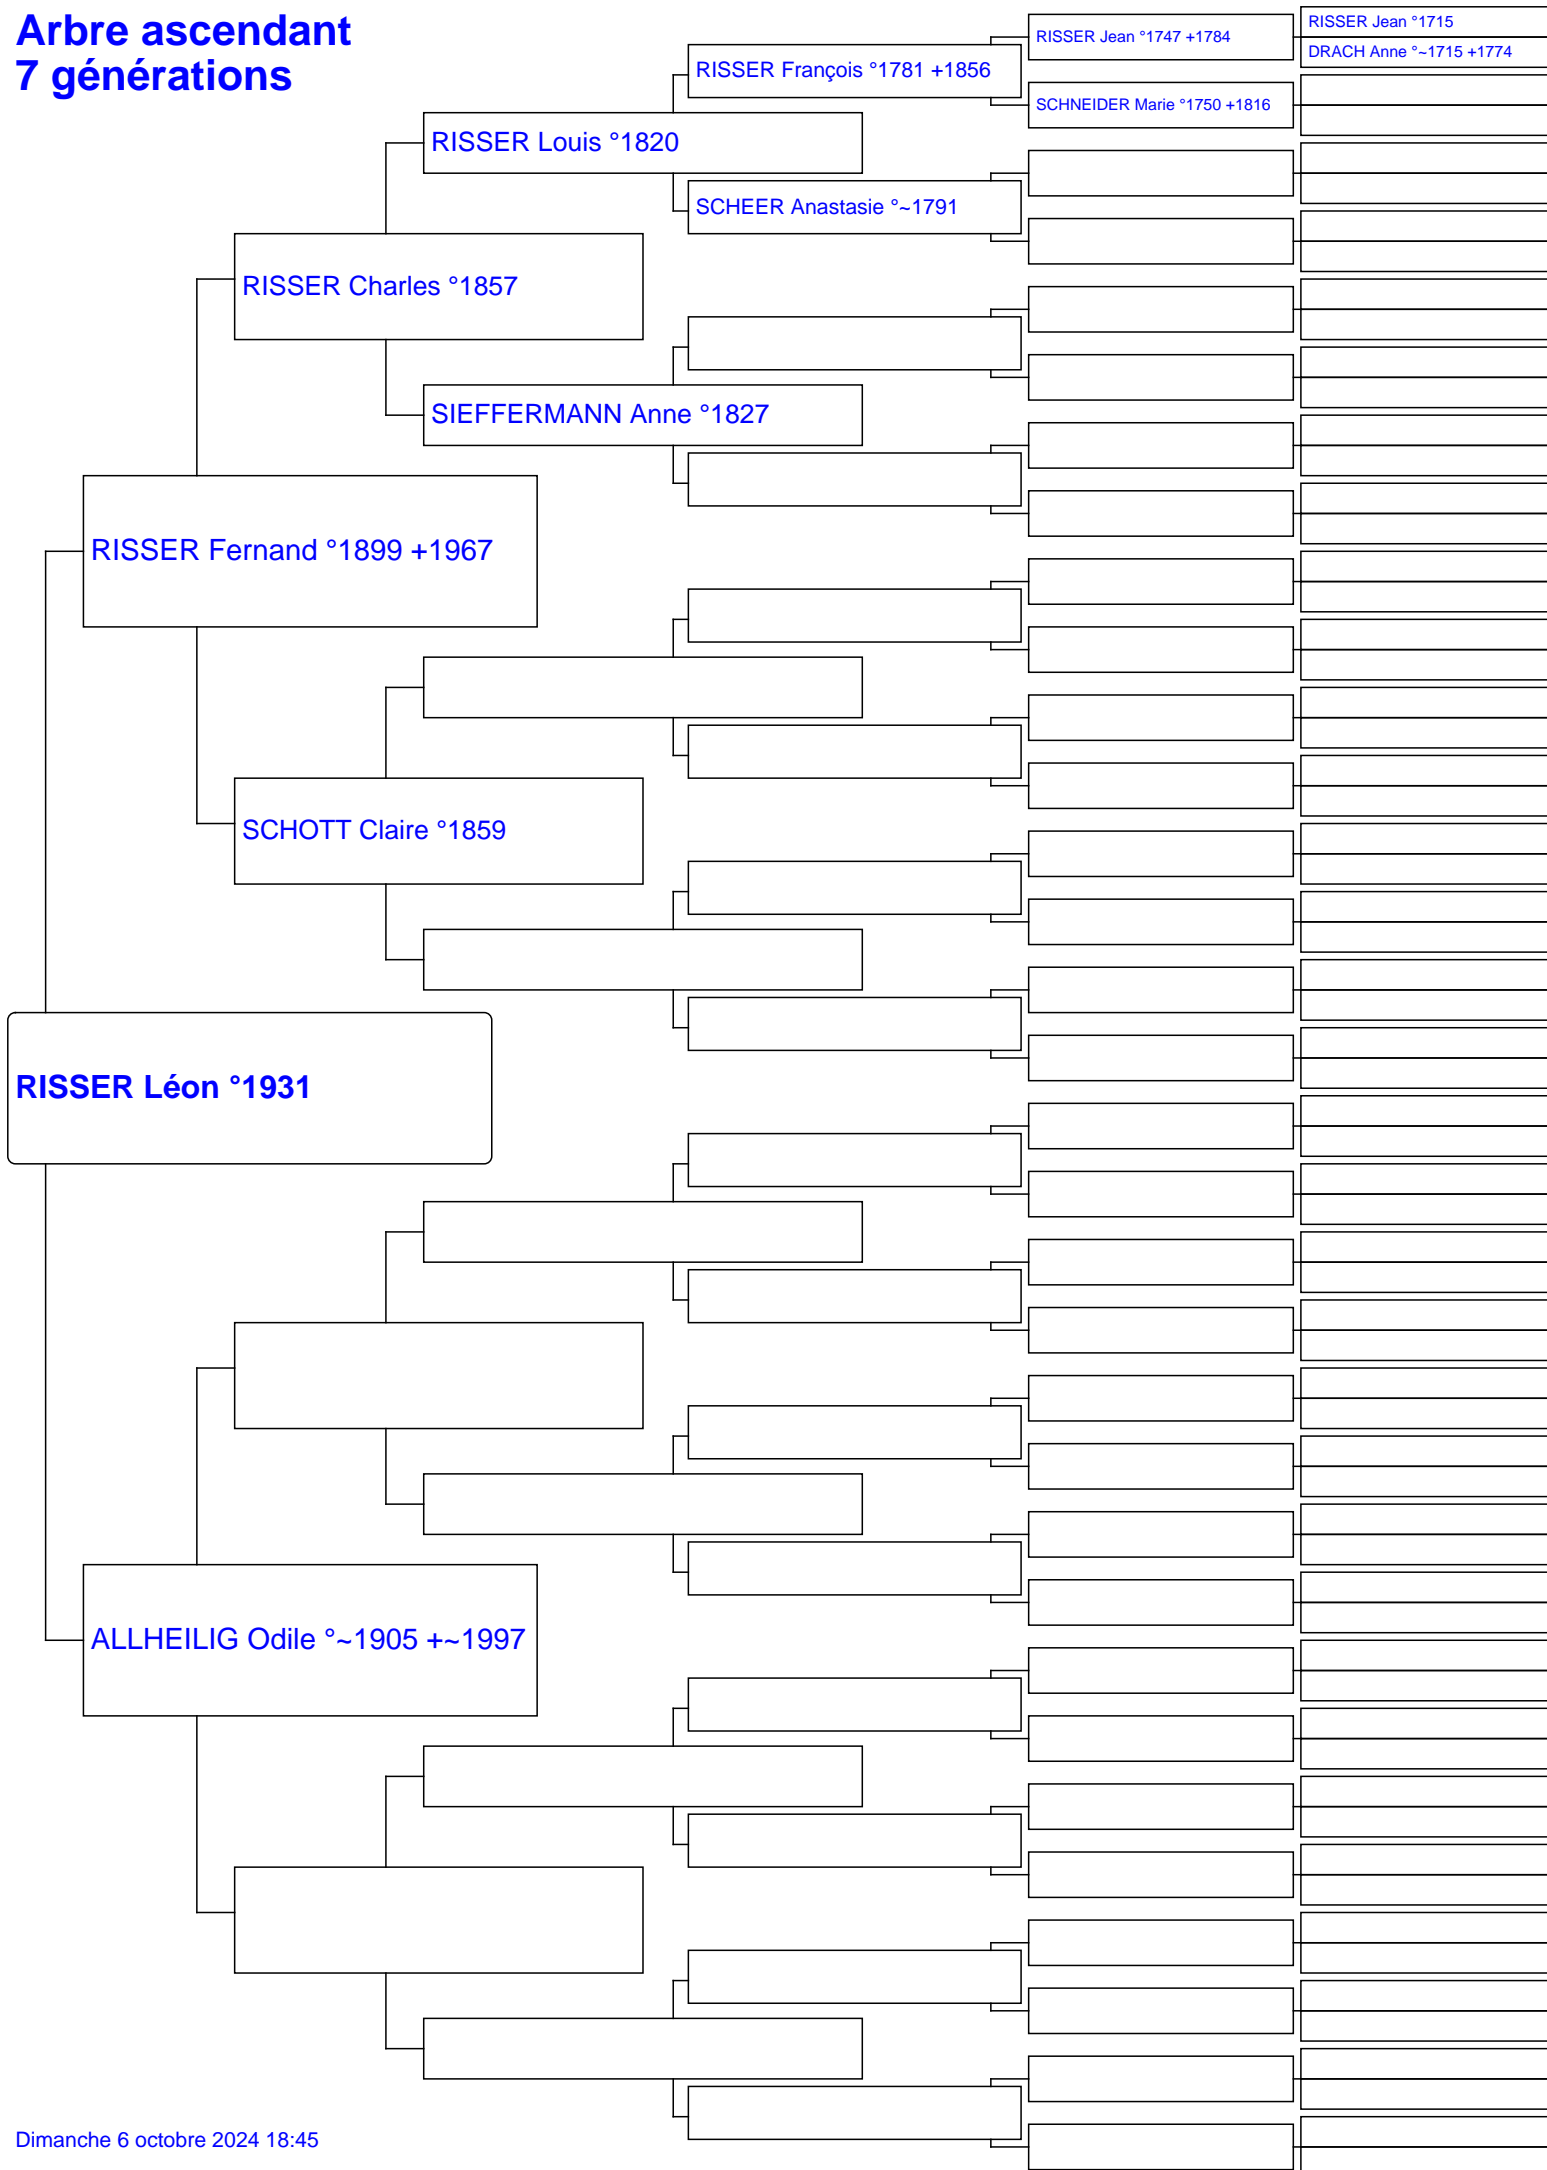 Arbre ascendant
7 générations
RISSER Jean °1715
DRACH Anne °~1715 +1774
RISSER Jean °1747 +1784
RISSER François °1781 +1856
SCHNEIDER Marie °1750 +1816
RISSER Louis °1820
SCHEER Anastasie °~1791
RISSER Charles °1857
SIEFFERMANN Anne °1827
RISSER Fernand °1899 +1967
SCHOTT Claire °1859
RISSER Léon °1931
ALLHEILIG Odile °~1905 +~1997
Dimanche 6 octobre 2024 18:45